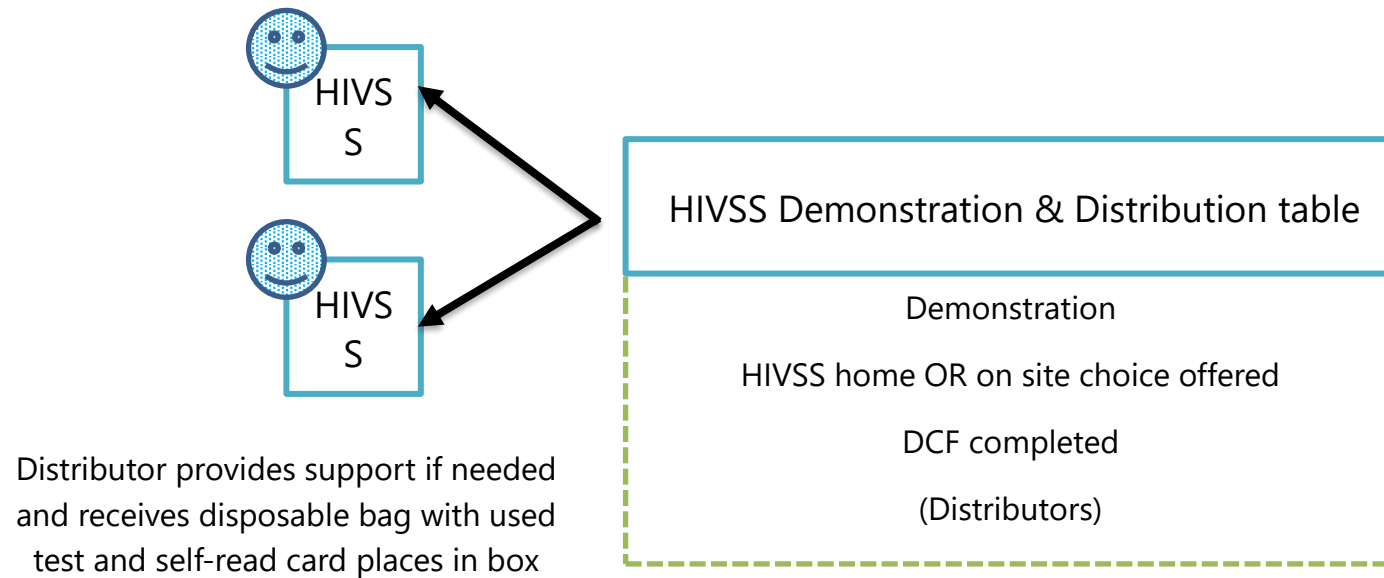 HIVS
S
HIVSS Demonstration & Distribution table
HIVS
S
Demonstration
HIVSS home OR on site choice offered
DCF completed
(Distributors)
Distributor provides support if needed
and receives disposable bag with used
test and self-read card places in box